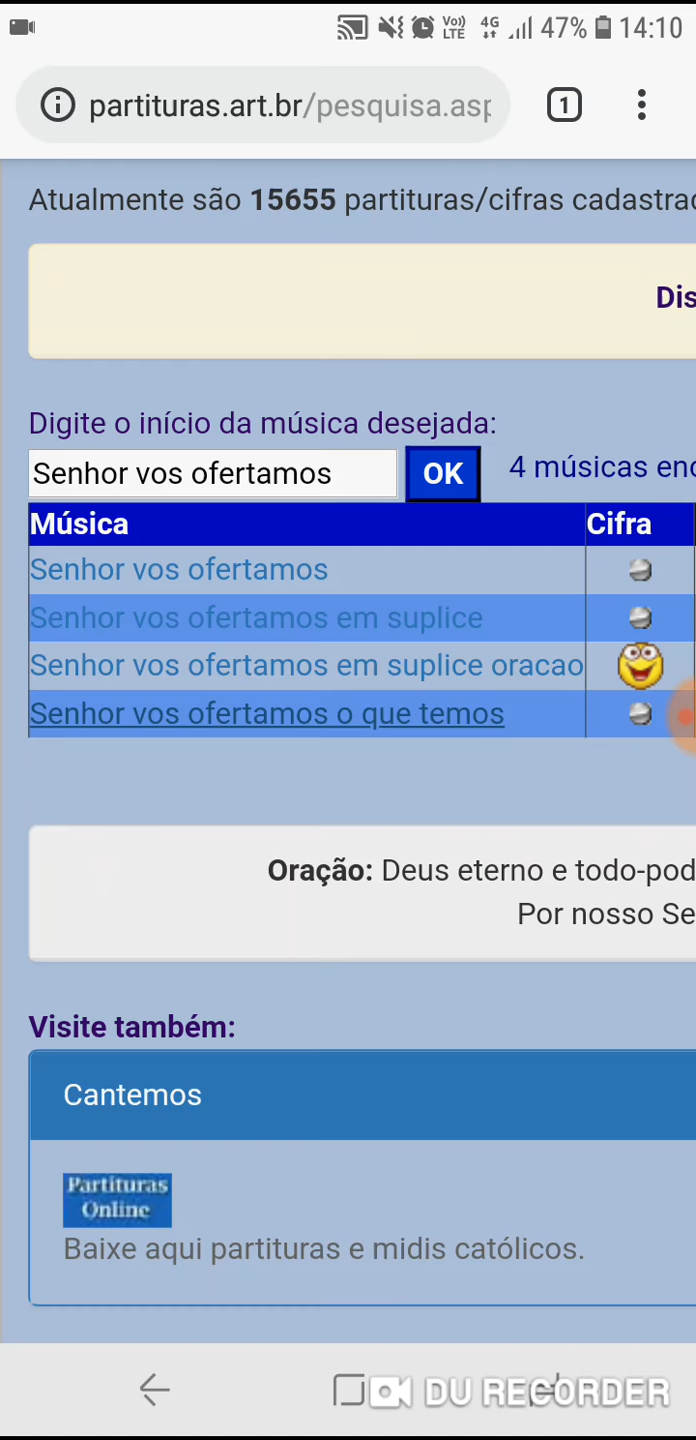 Voi) LTE 4G 47% 14:10
partituras.art.br/pesquisa.asp 1
Atualmente são 15655 partituras/cifras cadastrad
Dis
Digite o início da música desejada:
Senhor vos ofertamos OK 4 músicas enc
Música Cifra
Senhor vos ofertamos
Senhor vos ofertamos em suplice
Senhor vos ofertamos em suplice oracao
Senhor vos ofertamos o que temos
Oração: Deus eterno e todo-pod
Por nosso Se
Visite também:
Cantemos
Partituras
Online
Baixe aqui partituras e midis católicos.
DU RECORDER